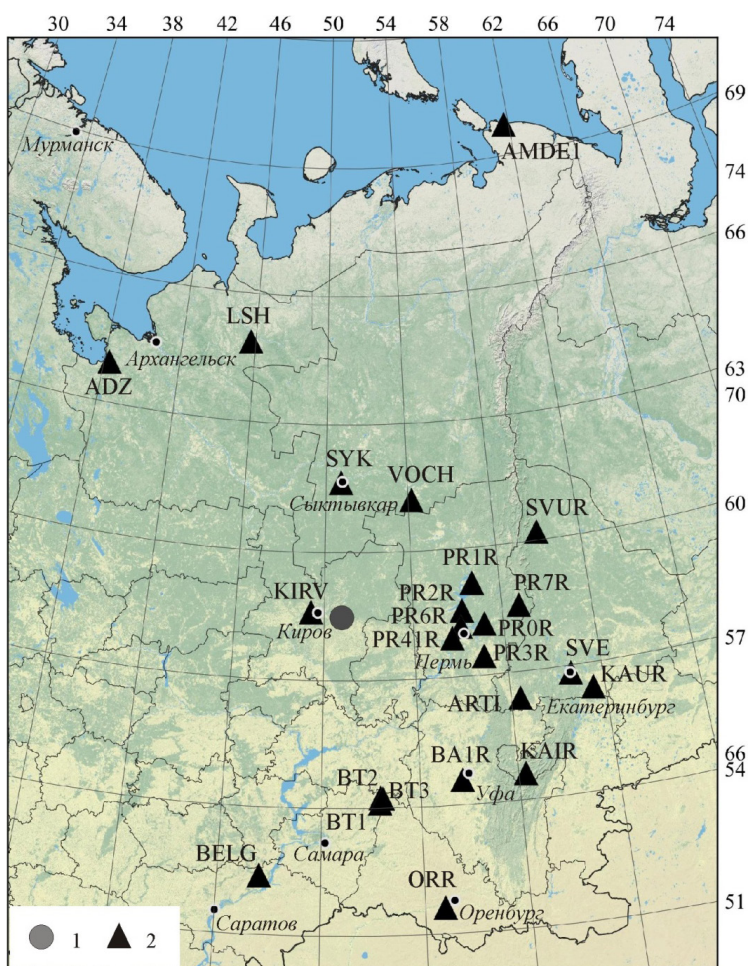 30 34 38 42 46 50 54 58 62 66 70 74
69
Мурманск
AMDE1
74
66
LSH
Архангельск
ADZ
63
70
SYK
VOCH
Сыктывкар
SVUR
60
PR1R
KIRV
PR2R
PR7R
PR6R
Киров
PR0R
PR41R
57
Пермь
PR3R
SVE
KAUR
ARTI
Екатеринбург
BA1R
KAIR
66
54
BT2
BT3
Уфа
BT1
Самара
BELG
ORR
51
Саратов
Оренбург
1 2